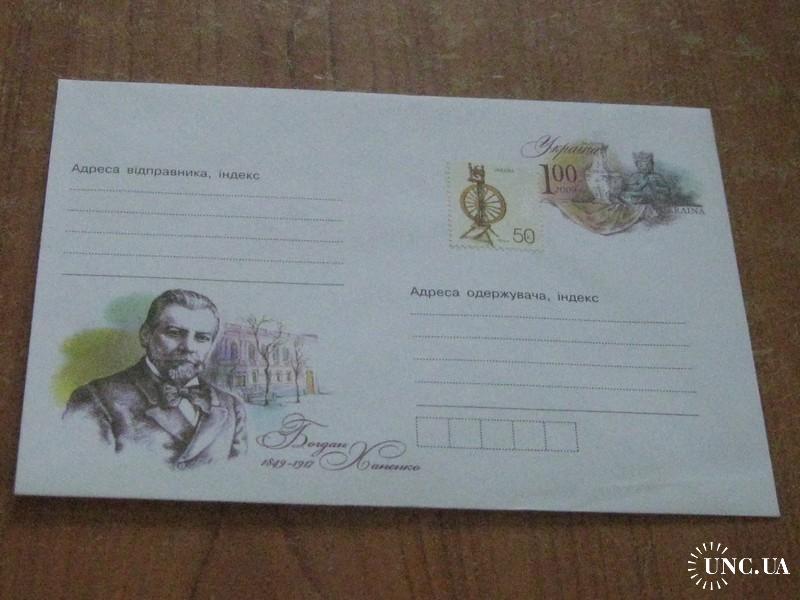 Адреса відправника, індекс
УКРАЇНА
50
Україна
1 00
2009
UKRAINA
Адреса одержувача, індекс
Богдан
1849-1917 Ханенко
UNC.UA